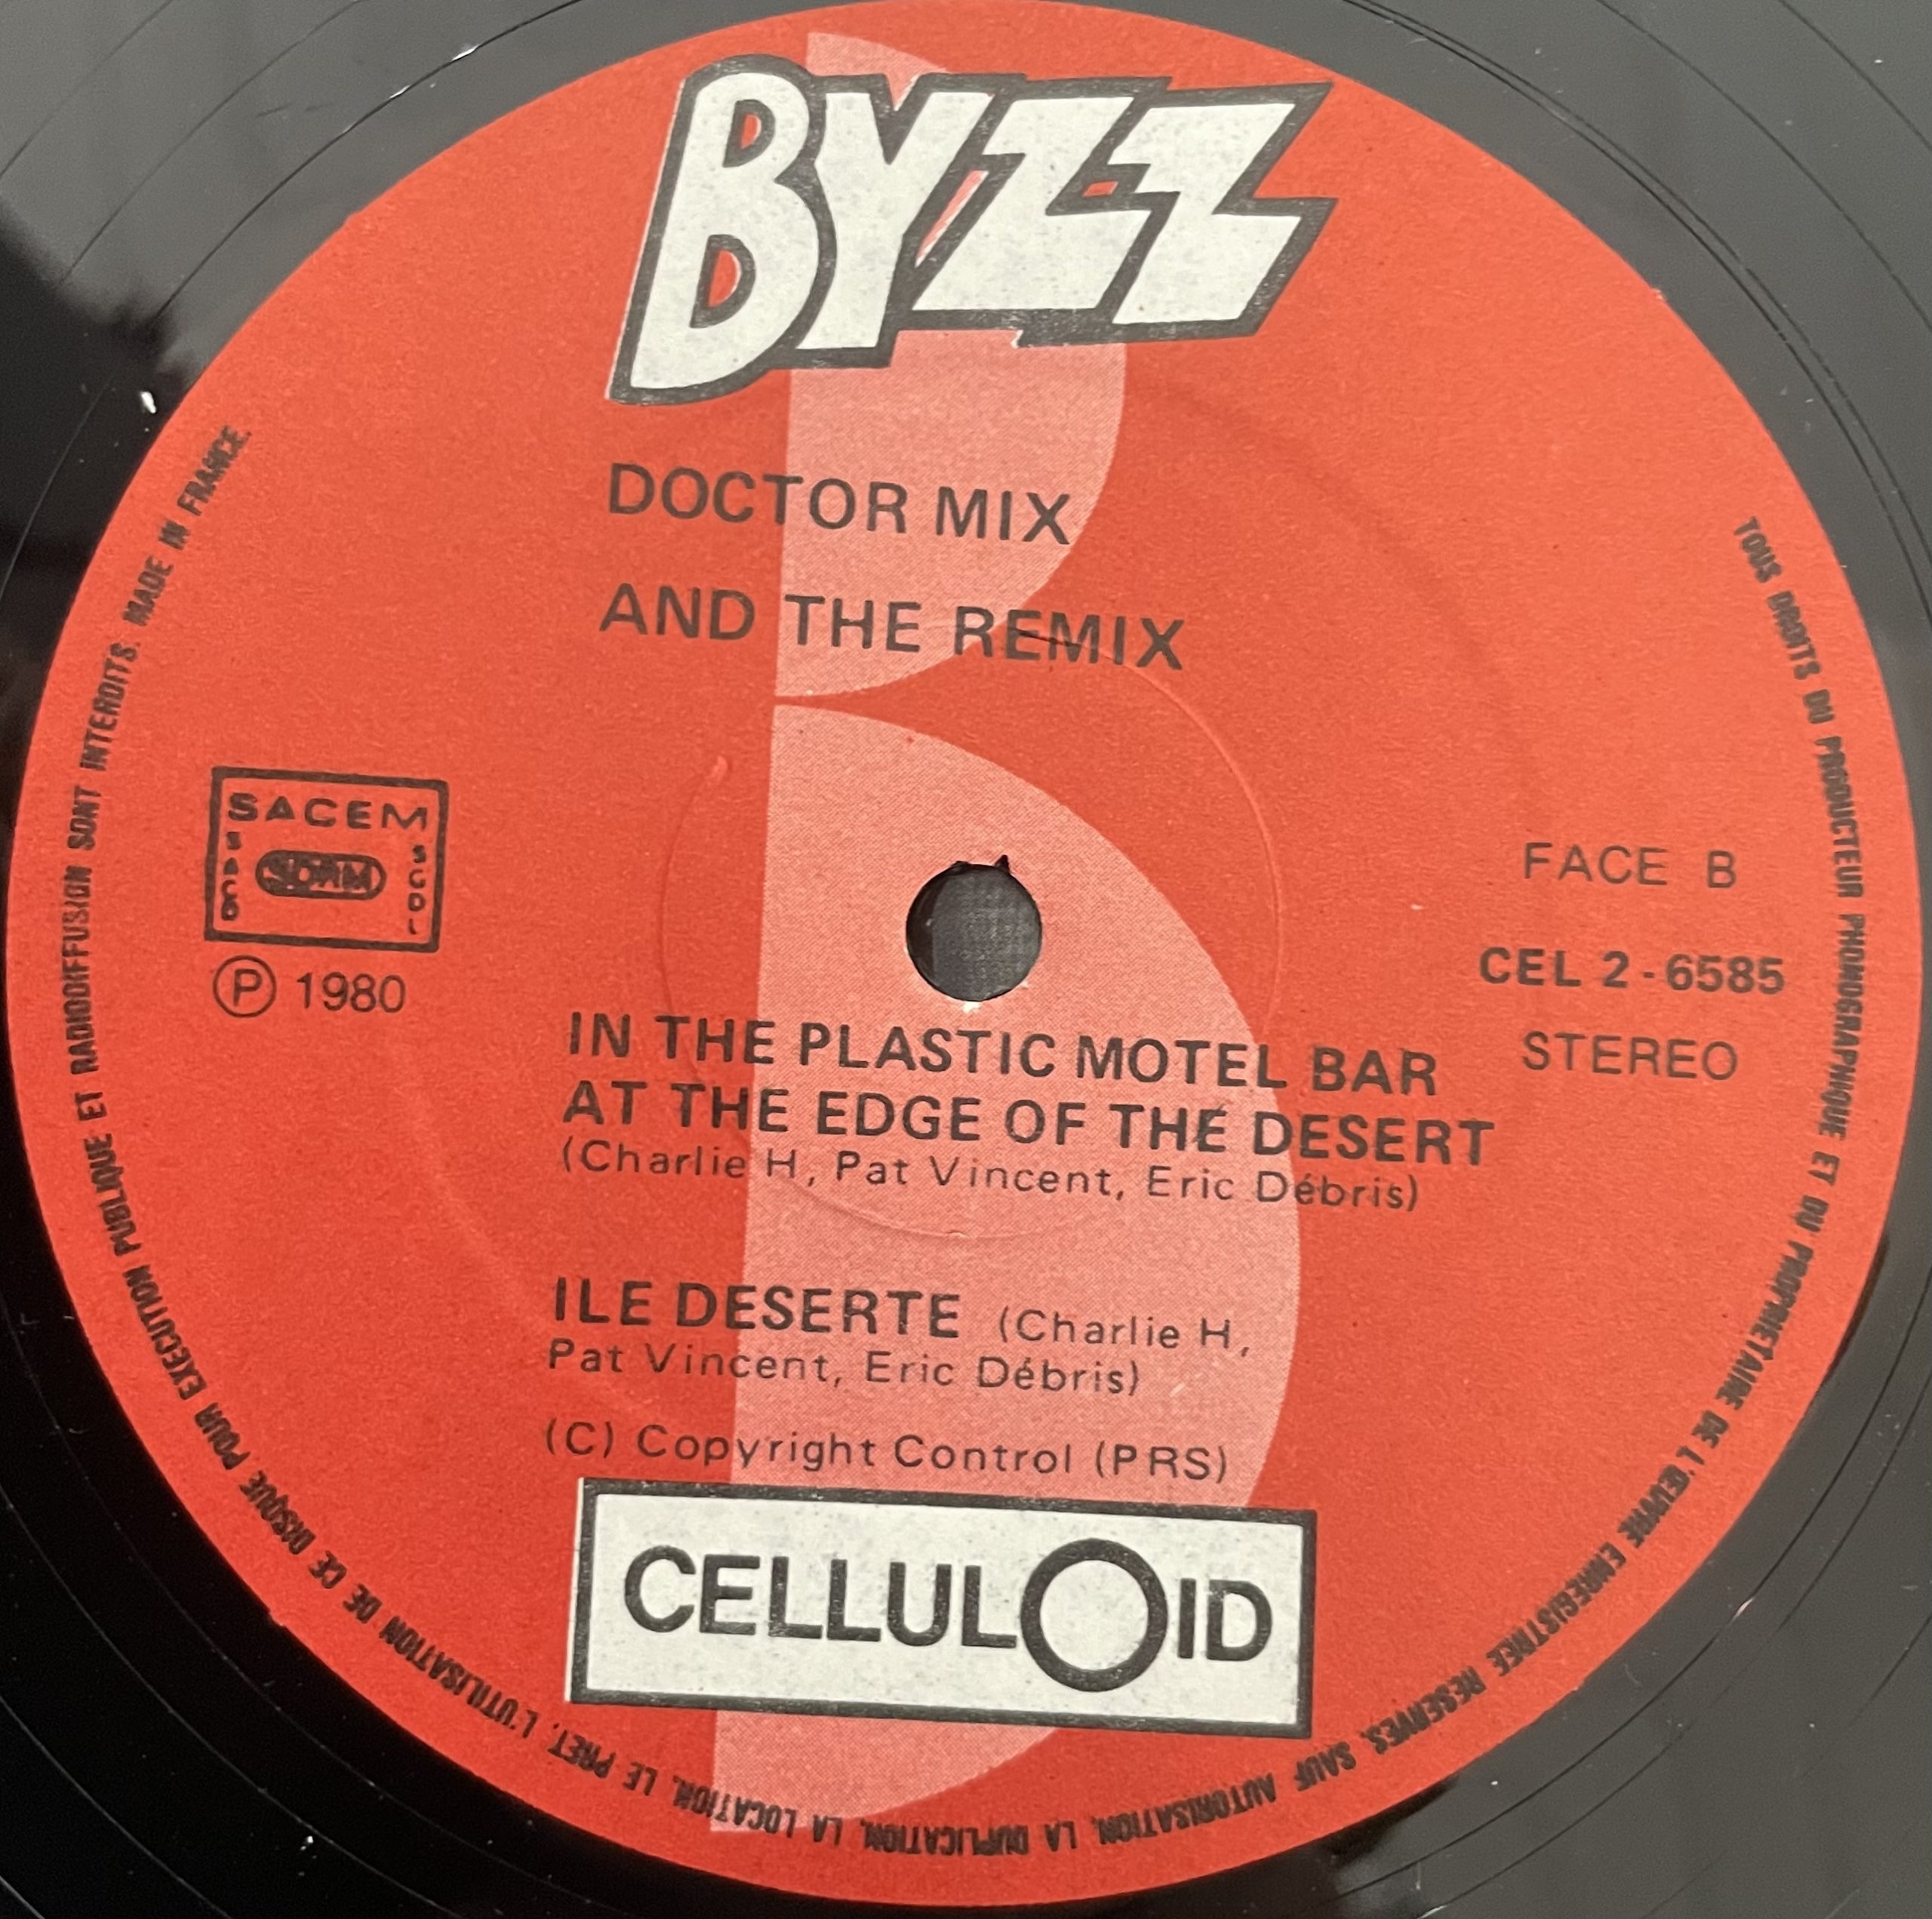 BYZZ
DOCTOR MIX
AND THE REMIX
SACEM
SACD
SDRM
SGDL
Ⓟ 1980
FACE B
CEL 2-6585
STEREO
IN THE PLASTIC MOTEL BAR
AT THE EDGE OF THE DESERT
(Charlie H, Pat Vincent, Eric Débris)
ILE DESERTE (Charlie H,
Pat Vincent, Eric Débris)
(C) Copyright Control (PRS)
CELLULOID
TOUS DROITS DU PRODUCTEUR PHONOGRAPHIQUE ET DU PROPRIETAIRE DE L'ŒUVRE ENREGISTREE RESERVES. SAUF AUTORISATION, LA DUPLICATION, LA LOCATION, LE PRET, L'UTILISATION DE CE DISQUE POUR EXECUTION PUBLIQUE ET RADIODIFFUSION SONT INTERDITS. MADE IN FRANCE.